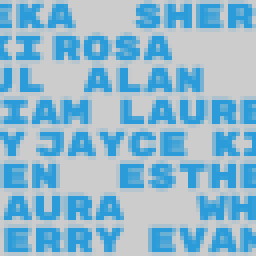 EKA SHER
KI ROSA
UL ALAN
IAM LAURE
Y JAYCE KI
EN ESTHE
AURA WH
ERRY EVAN